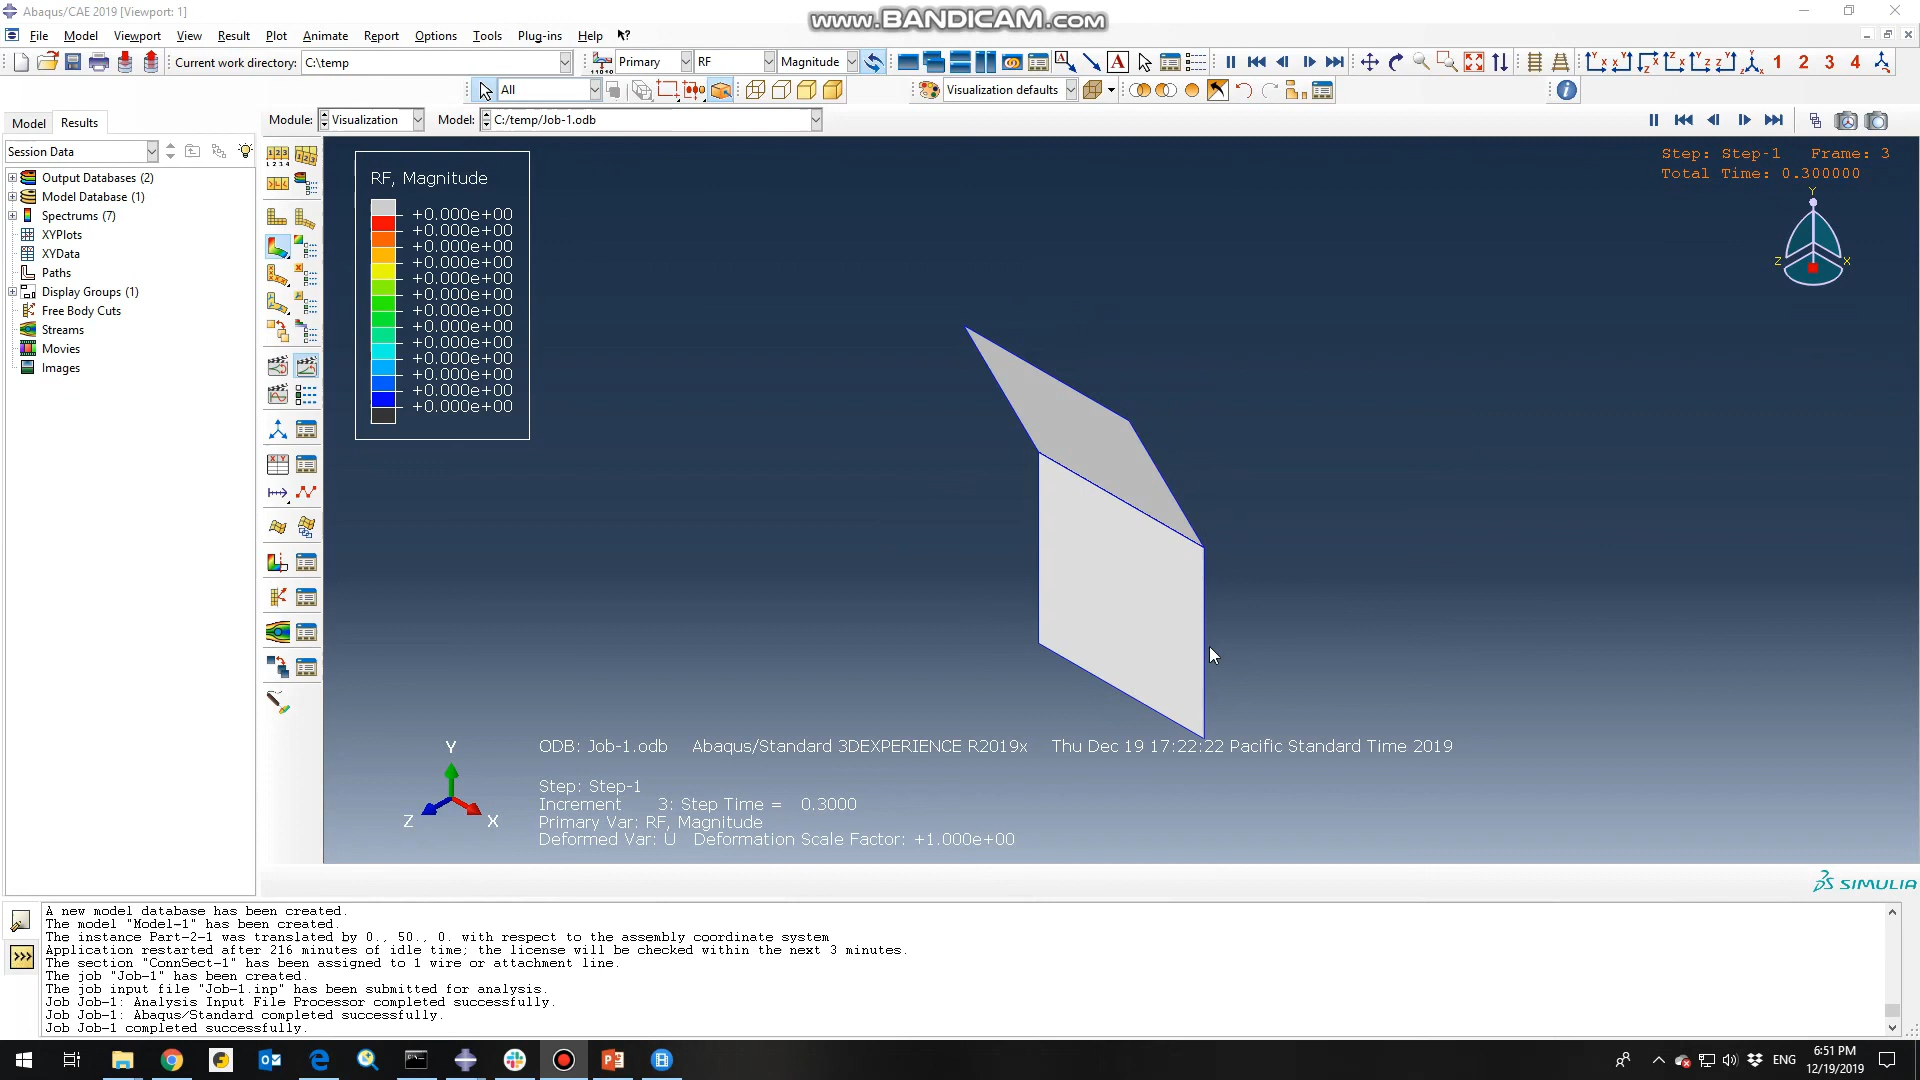 Abaqus/CAE 2019 [Viewport: 1]
www.BANDICAM.com
File Model Viewport View Result Plot Animate Report Options Tools Plug-ins Help
Current work directory: C:\temp
Primary RF Magnitude
1 2 3 4
All
Visualization defaults
Model Results
Module: Visualization Model: C:/temp/Job-1.odb
Session Data
Output Databases (2)
Model Database (1)
Spectrums (7)
XYPlots
XYData
Paths
Display Groups (1)
Free Body Cuts
Streams
Movies
Images
RF, Magnitude
+0.000e+00
+0.000e+00
+0.000e+00
+0.000e+00
+0.000e+00
+0.000e+00
+0.000e+00
+0.000e+00
+0.000e+00
+0.000e+00
+0.000e+00
+0.000e+00
+0.000e+00
Step: Step-1 Frame: 3
Total Time: 0.300000
Y
Z X
Y
Z X
ODB: Job-1.odb Abaqus/Standard 3DEXPERIENCE R2019x Thu Dec 19 17:22:22 Pacific Standard Time 2019
Step: Step-1
Increment 3: Step Time = 0.3000
Primary Var: RF, Magnitude
Deformed Var: U Deformation Scale Factor: +1.000e+00
SIMULIA
A new model database has been created.
The model "Model-1" has been created.
The instance Part-2-1 was translated by 0., 50., 0. with respect to the assembly coordinate system
Application restarted after 216 minutes of idle time; the license will be checked within the next 3 minutes.
The section "ConnSect-1" has been assigned to 1 wire or attachment line.
The job "Job-1" has been created.
The job input file "Job-1.inp" has been submitted for analysis.
Job Job-1: Analysis Input File Processor completed successfully.
Job Job-1: Abaqus/Standard completed successfully.
Job Job-1 completed successfully.
ENG
6:51 PM
12/19/2019